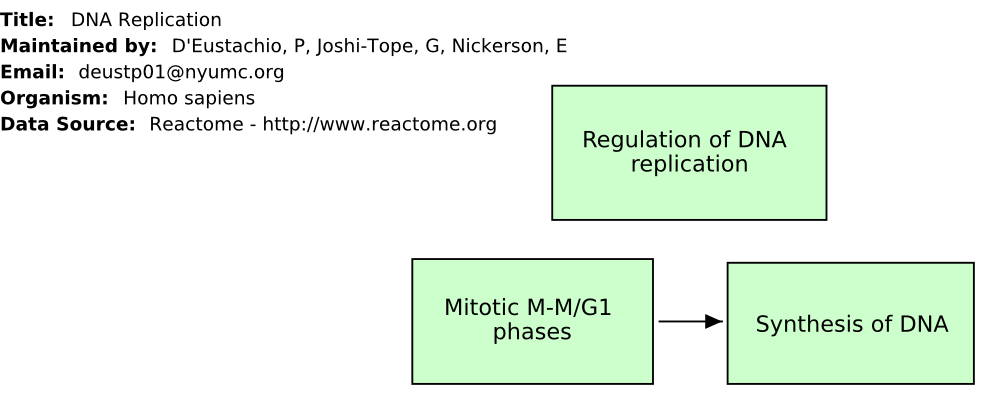 Title: DNA Replication
Maintained by: D'Eustachio, P, Joshi-Tope, G, Nickerson, E
Email: deustp01@nyumc.org
Organism: Homo sapiens
Data Source: Reactome - http://www.reactome.org
Regulation of DNA
replication
Mitotic M-M/G1
phases
Synthesis of DNA